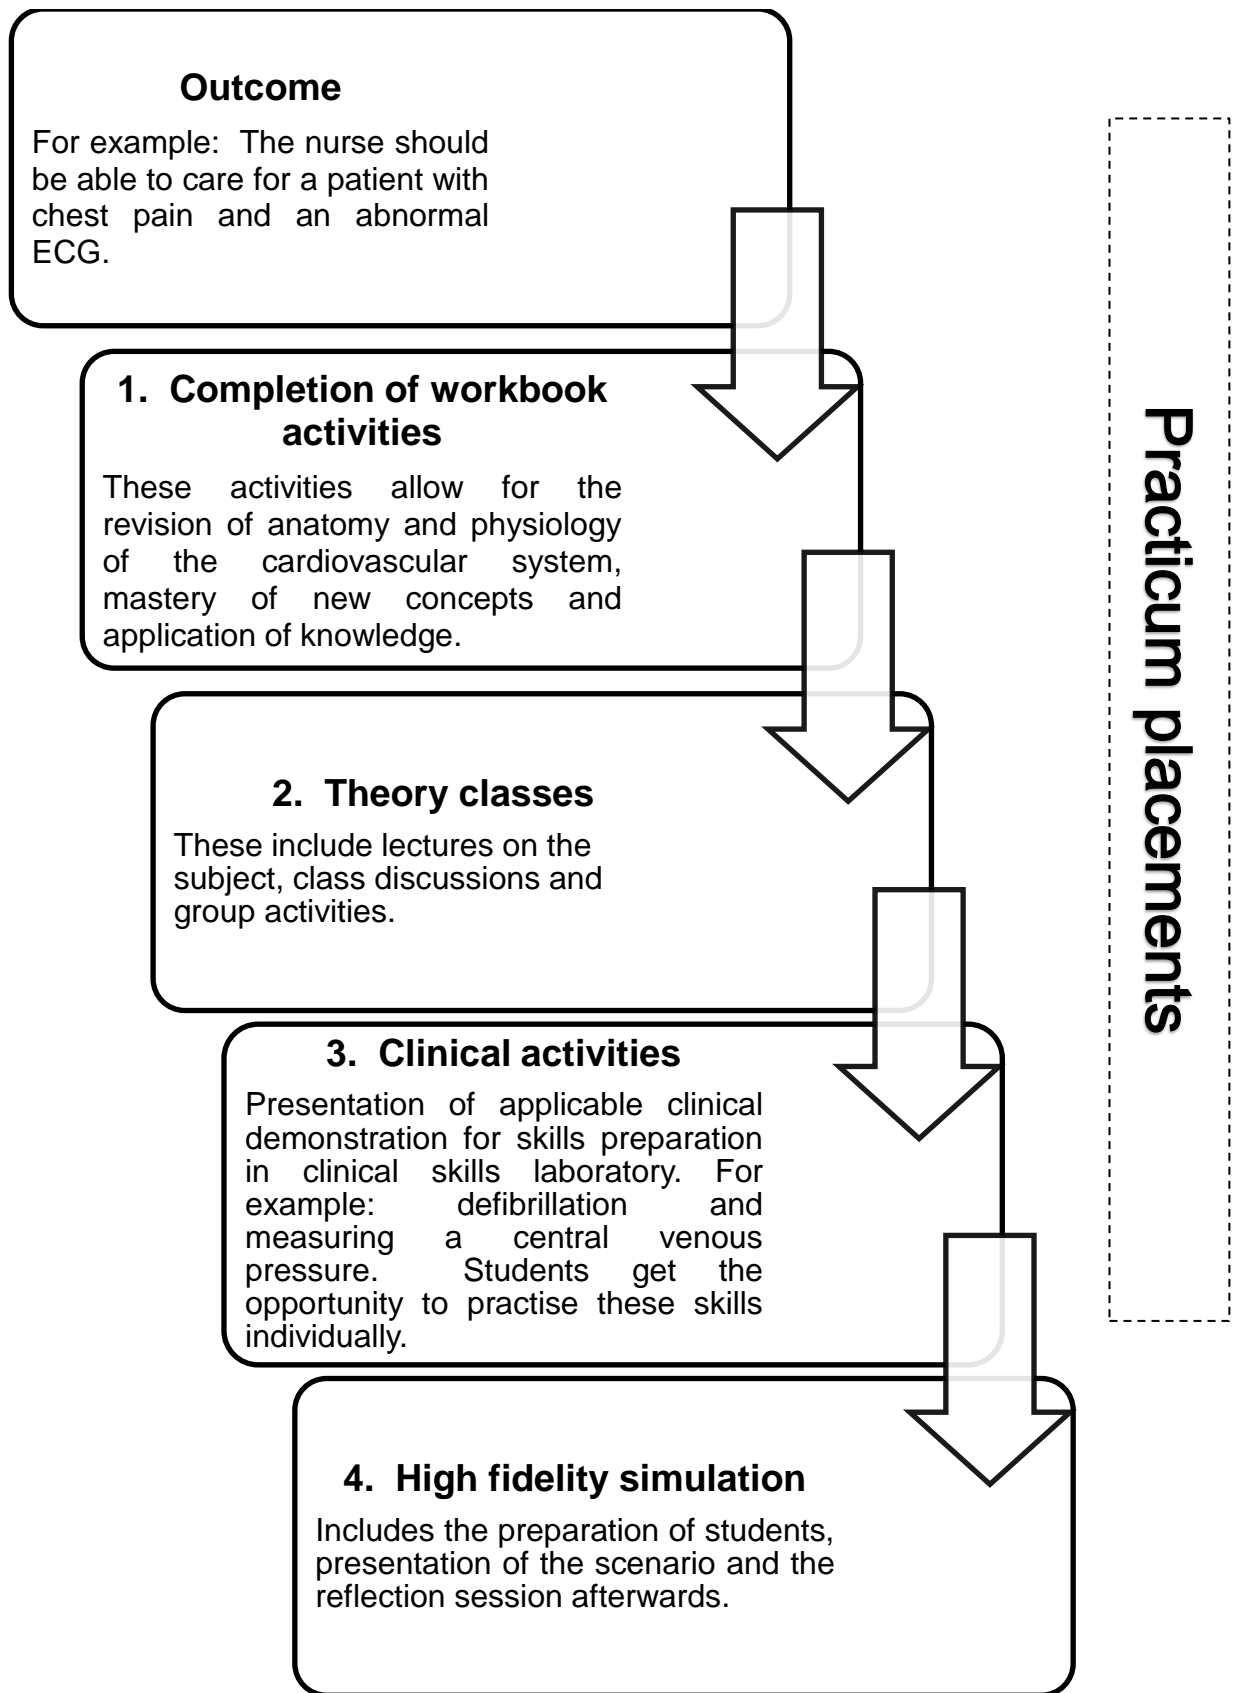 Outcome
For example: The nurse should
be able to care for a patient with
chest pain and an abnormal
ECG.
1. Completion of workbook
activities
These activities allow for the
revision of anatomy and physiology
of the cardiovascular system,
mastery of new concepts and
application of knowledge.
2. Theory classes
These include lectures on the
subject, class discussions and
group activities.
3. Clinical activities
Presentation of applicable clinical
demonstration for skills preparation
in clinical skills laboratory. For
example: defibrillation and
measuring a central venous
pressure. Students get the
opportunity to practise these skills
individually.
4. High fidelity simulation
Includes the preparation of students,
presentation of the scenario and the
reflection session afterwards.
Practicum placements